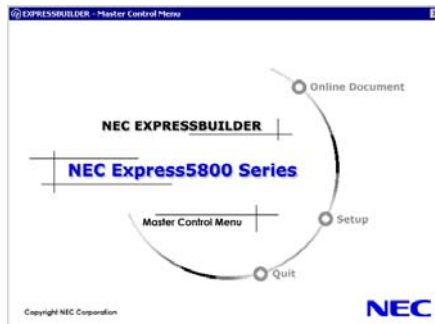 EXPRESSBUILDER - Master Control Menu
Online Document
NEC EXPRESSBUILDER
NEC Express5800 Series
Master Control Menu
Setup
Quit
Copyright NEC Corporation
NEC